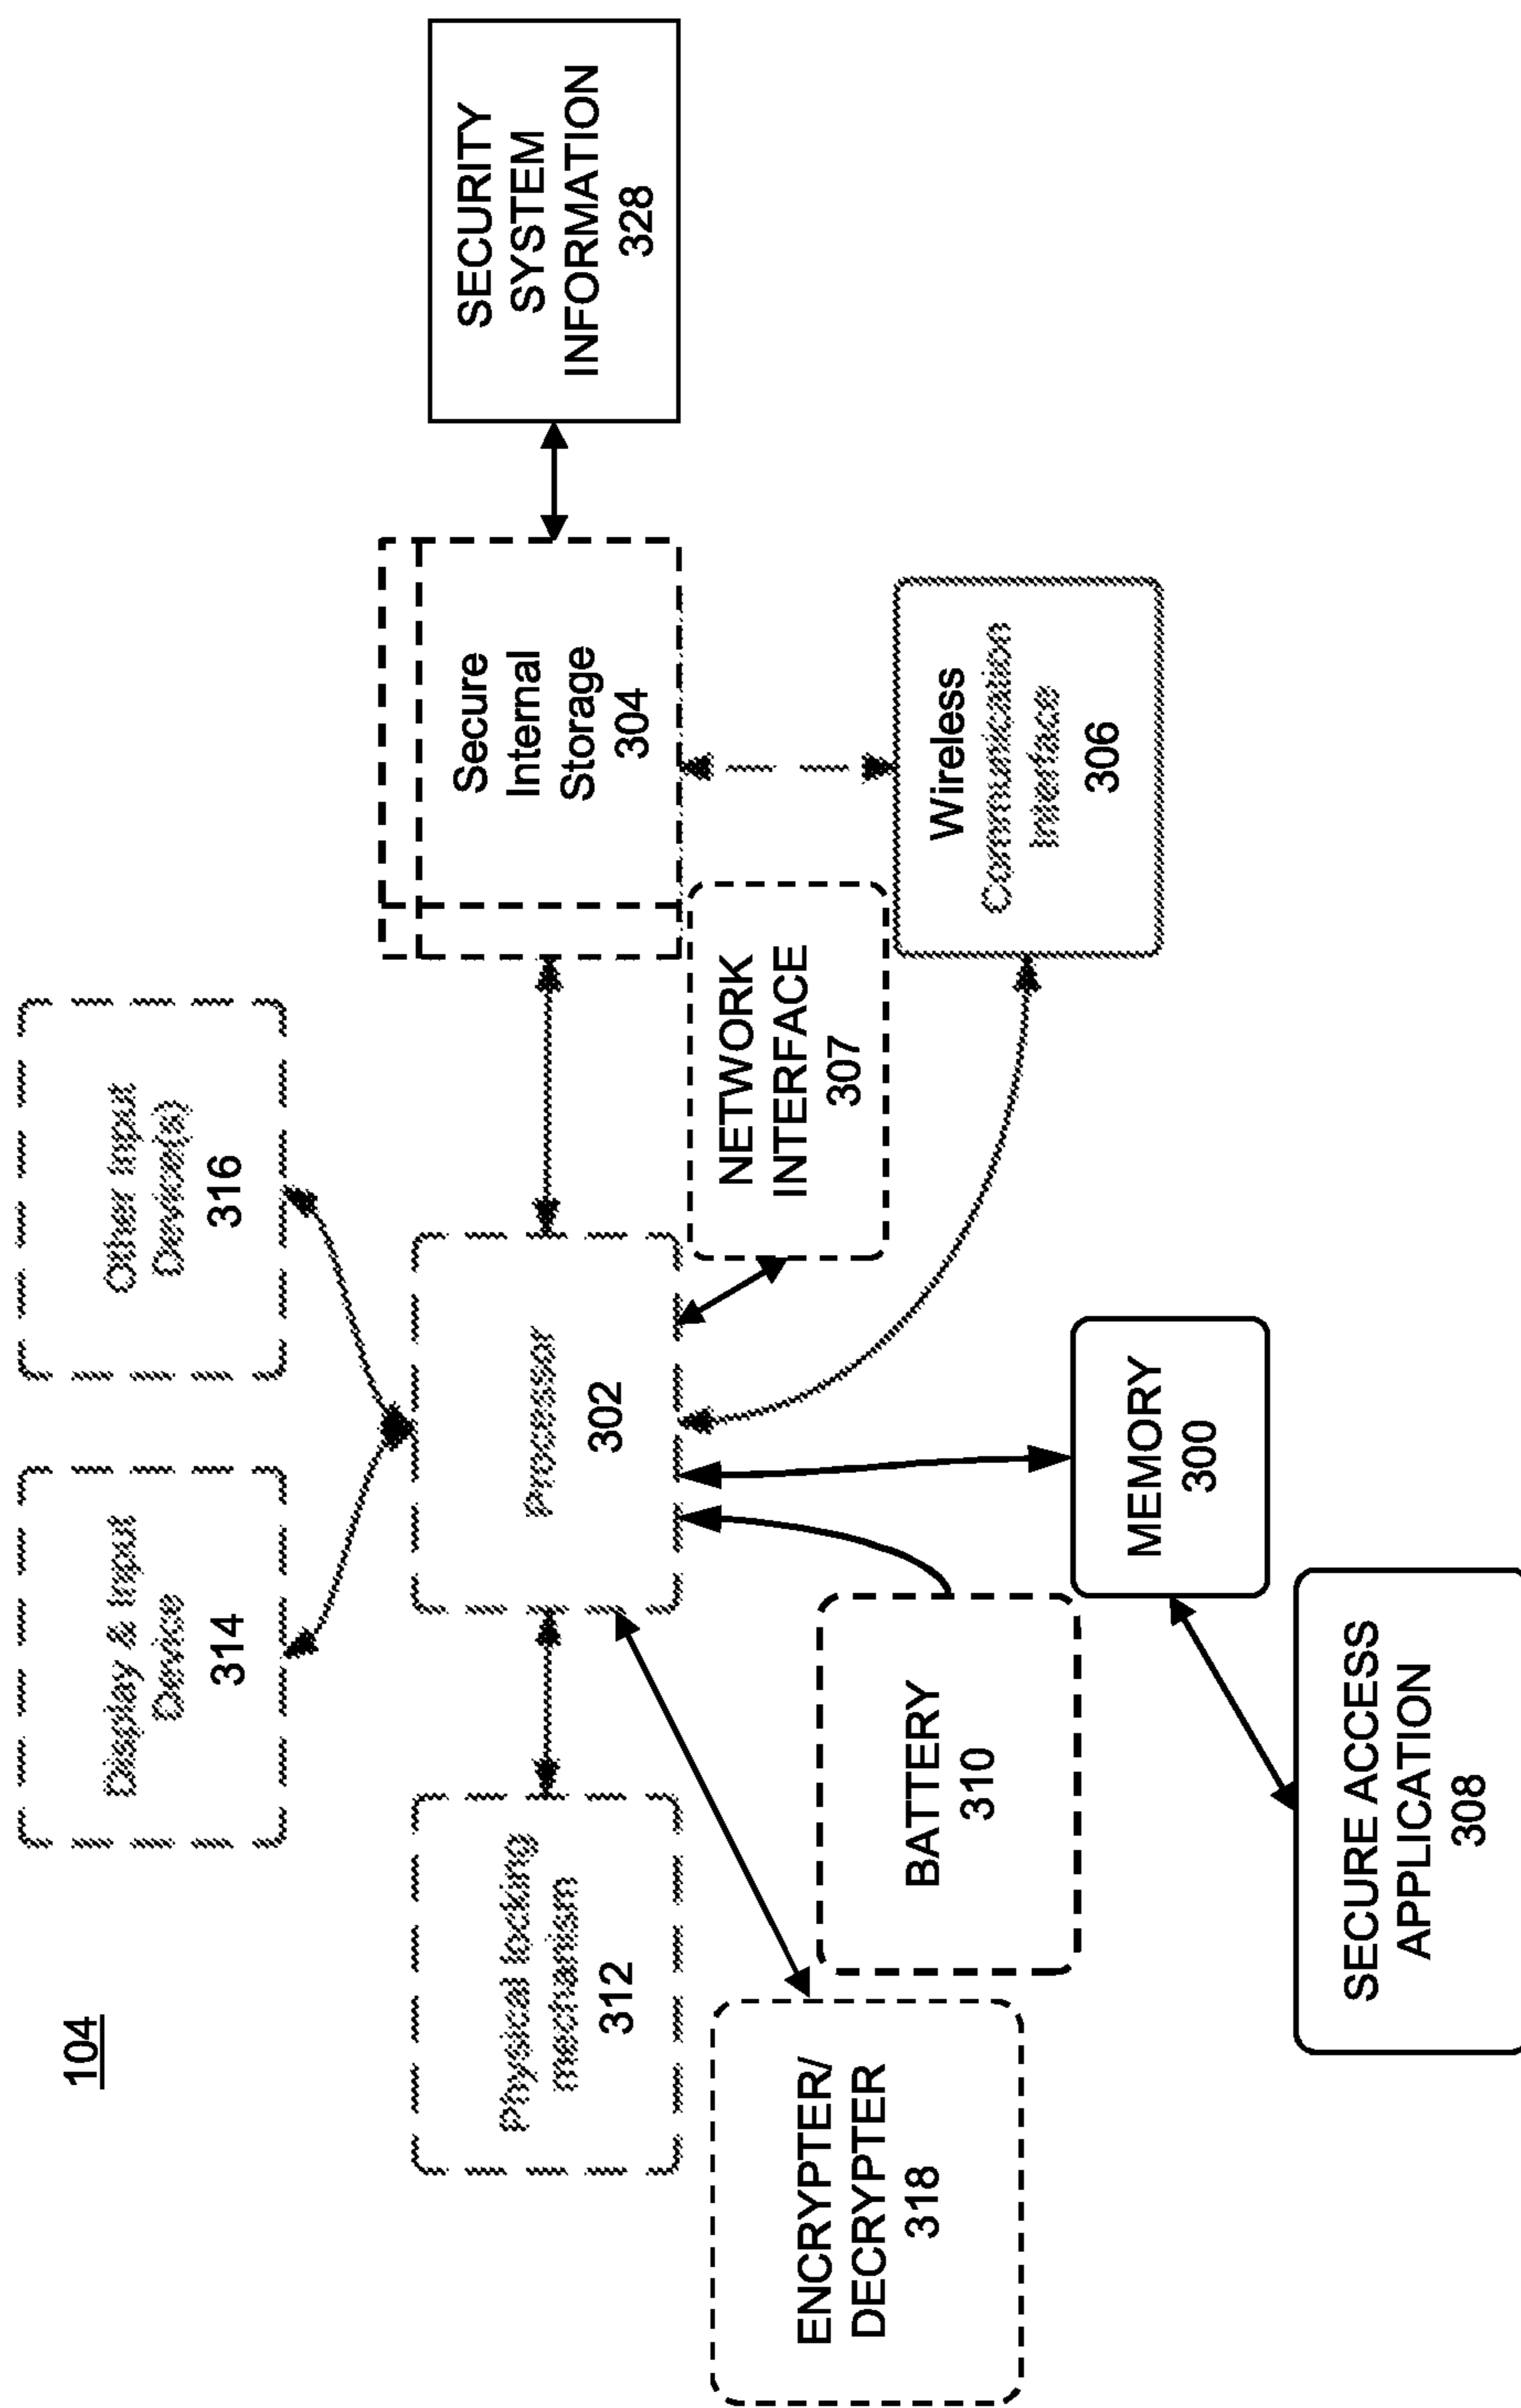 104
Display & Input
Device
314
Other Input
Device(s)
316
Physical locking
mechanism
312
Processor
302
Secure
Internal
Storage
304
SECURITY
SYSTEM
INFORMATION
328
ENCRYPTER/
DECRYPTER
318
BATTERY
310
NETWORK
INTERFACE
307
Wireless
Communication
Interface
306
MEMORY
300
SECURE ACCESS
APPLICATION
308